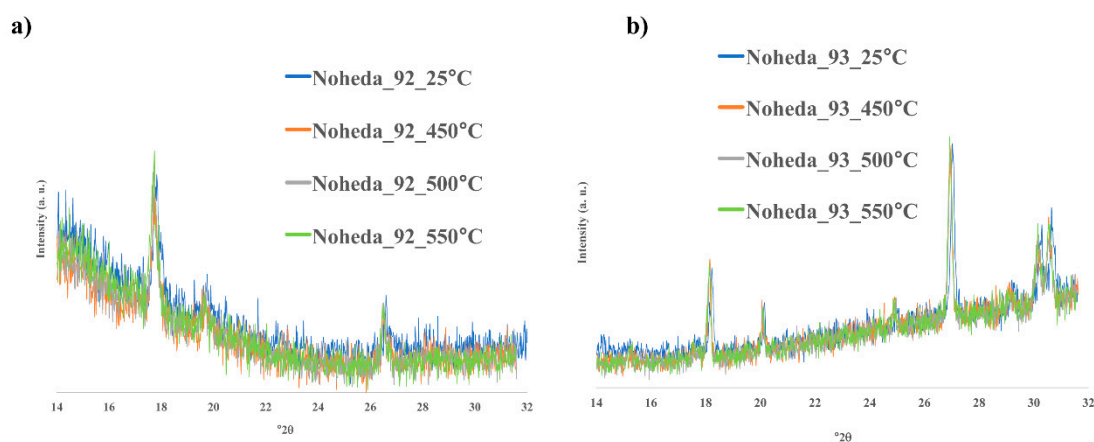 a)
Noheda_92_25°C
Noheda_92_450°C
Noheda_92_500°C
Noheda_92_550°C
Intensity (a. u.)
14 16 18 20 22 24 26 28 30 32
°2θ
b)
Noheda_93_25°C
Noheda_93_450°C
Noheda_93_500°C
Noheda_93_550°C
Intensity (a. u.)
14 16 18 20 22 24 26 28 30 32
°2θ